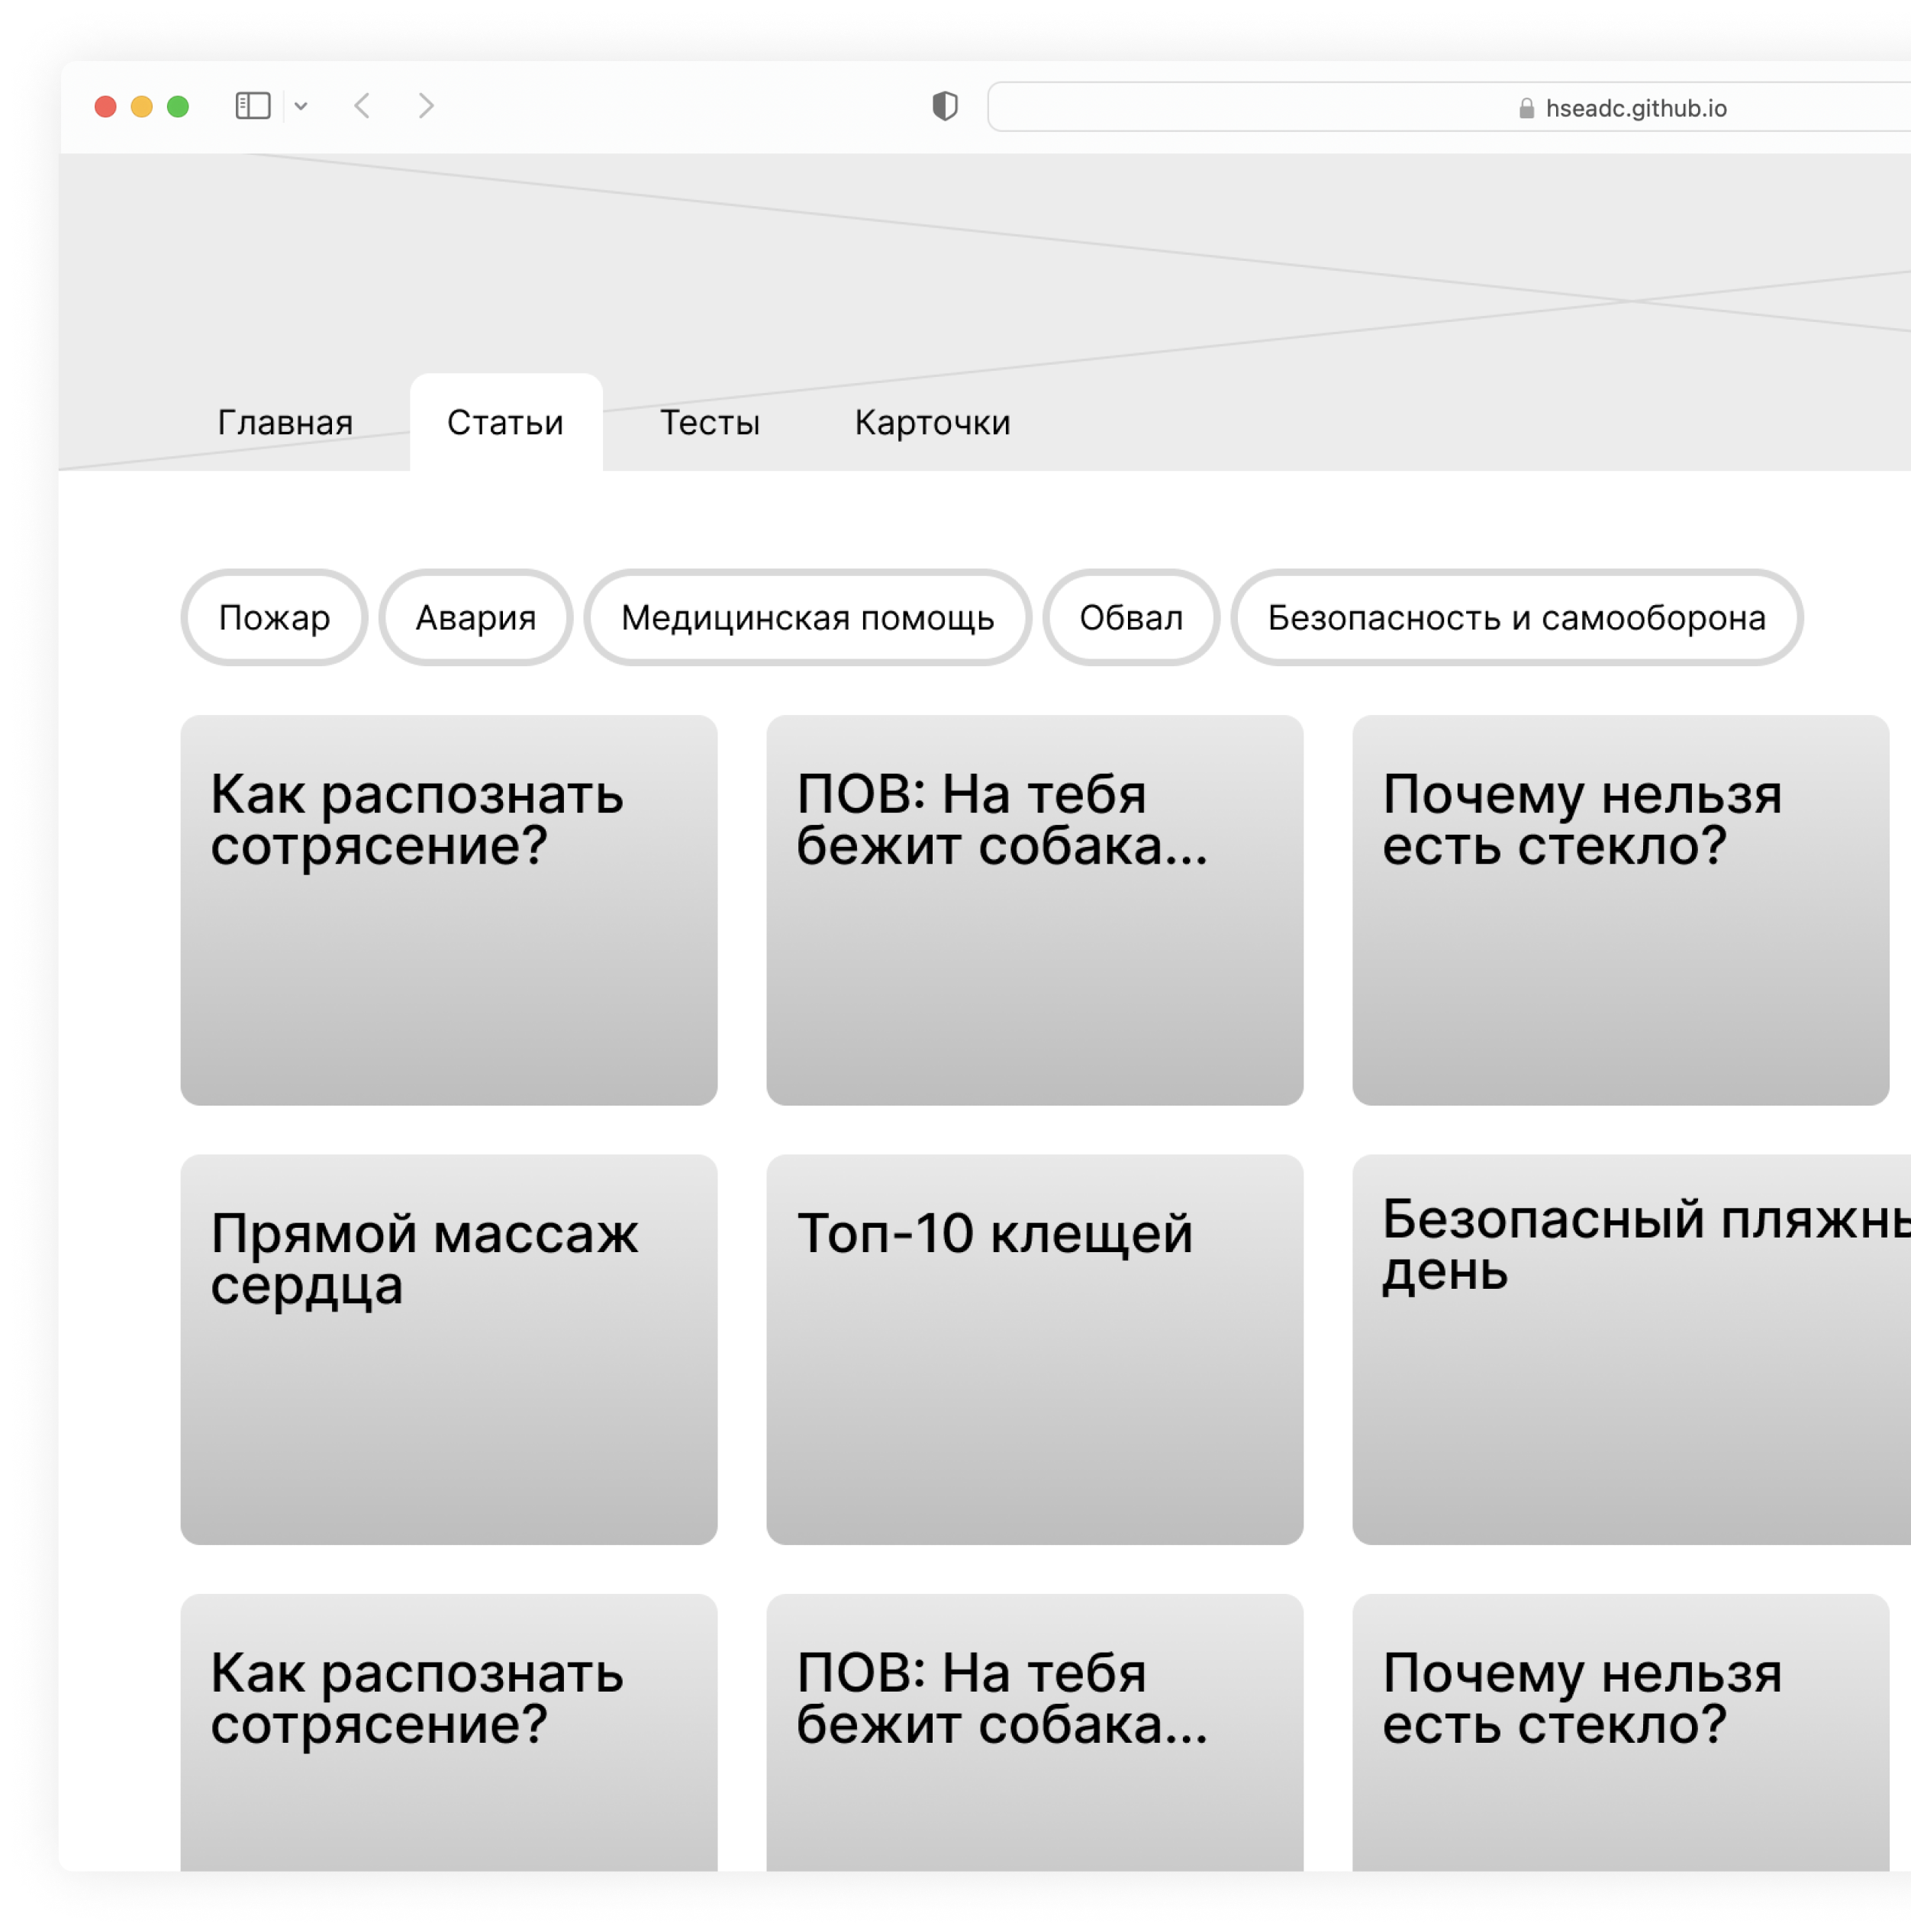 hseadc.github.io
Главная Статьи Тесты Карточки
Пожар Авария Медицинская помощь Обвал Безопасность и самооборона
Как распознать
сотрясение?
ПОВ: На тебя
бежит собака...
Почему нельзя
есть стекло?
Прямой массаж
сердца
Топ-10 клещей
Безопасный
день
Как распознать
сотрясение?
ПОВ: На тебя
бежит собака...
Почему нельзя
есть стекло?